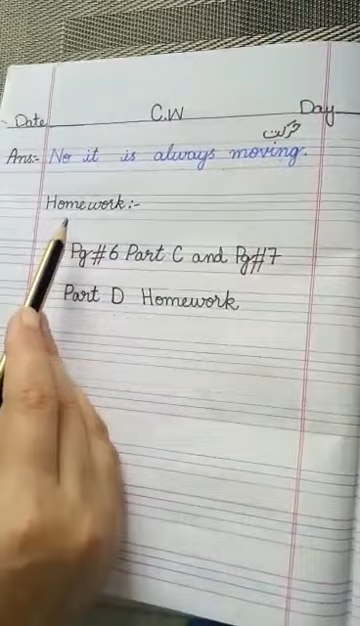 Date C.W Day
حرکت
Ans:- No it is always moving.
Homework:-
Pg#6 Part C and Pg#7
Part D Homework